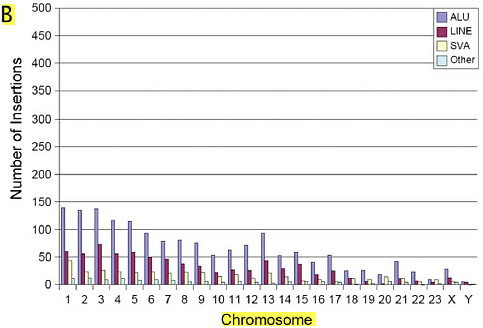 B
500
450
400
350
300
250
200
150
100
50
0
Number of Insertions
ALU
LINE
SVA
Other
1 2 3 4 5 6 7 8 9 10 11 12 13 14 15 16 17 18 19 20 21 22 23 X Y
Chromosome